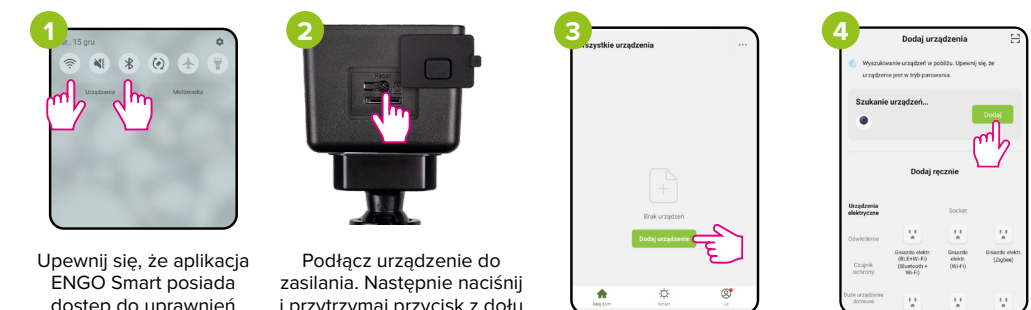 1
., 15 gru
Urządzenia
Multimedia
Upewnij się, że aplikacja
ENGO Smart posiada
dostęp do uprawnień
2
Reset
Podłącz urządzenie do
zasilania. Następnie naciśnij
i przytrzymaj przycisk z dołu
3
Wszystkie urządzenia
Brak urządzeń
Dodaj urządzenie
Mój dom
Smart
Ja
4
Dodaj urządzenia
Wyszukiwanie urządzeń w pobliżu. Upewnij się, że
urządzenie jest w tryb parowania.
Szukanie urządzeń...
Dodaj
Dodaj ręcznie
Urządzenia
elektryczne
Socket
Oświetlenie
Czujnik
ochrony
Gniazdo elektr.
(BLE+Wi-Fi)
(Bluetooth +
Wi-Fi)
Gniazdo
elektr.
(Wi-Fi)
Gniazdo elektr.
(Zigbee)
Duże urządzenia
domowe